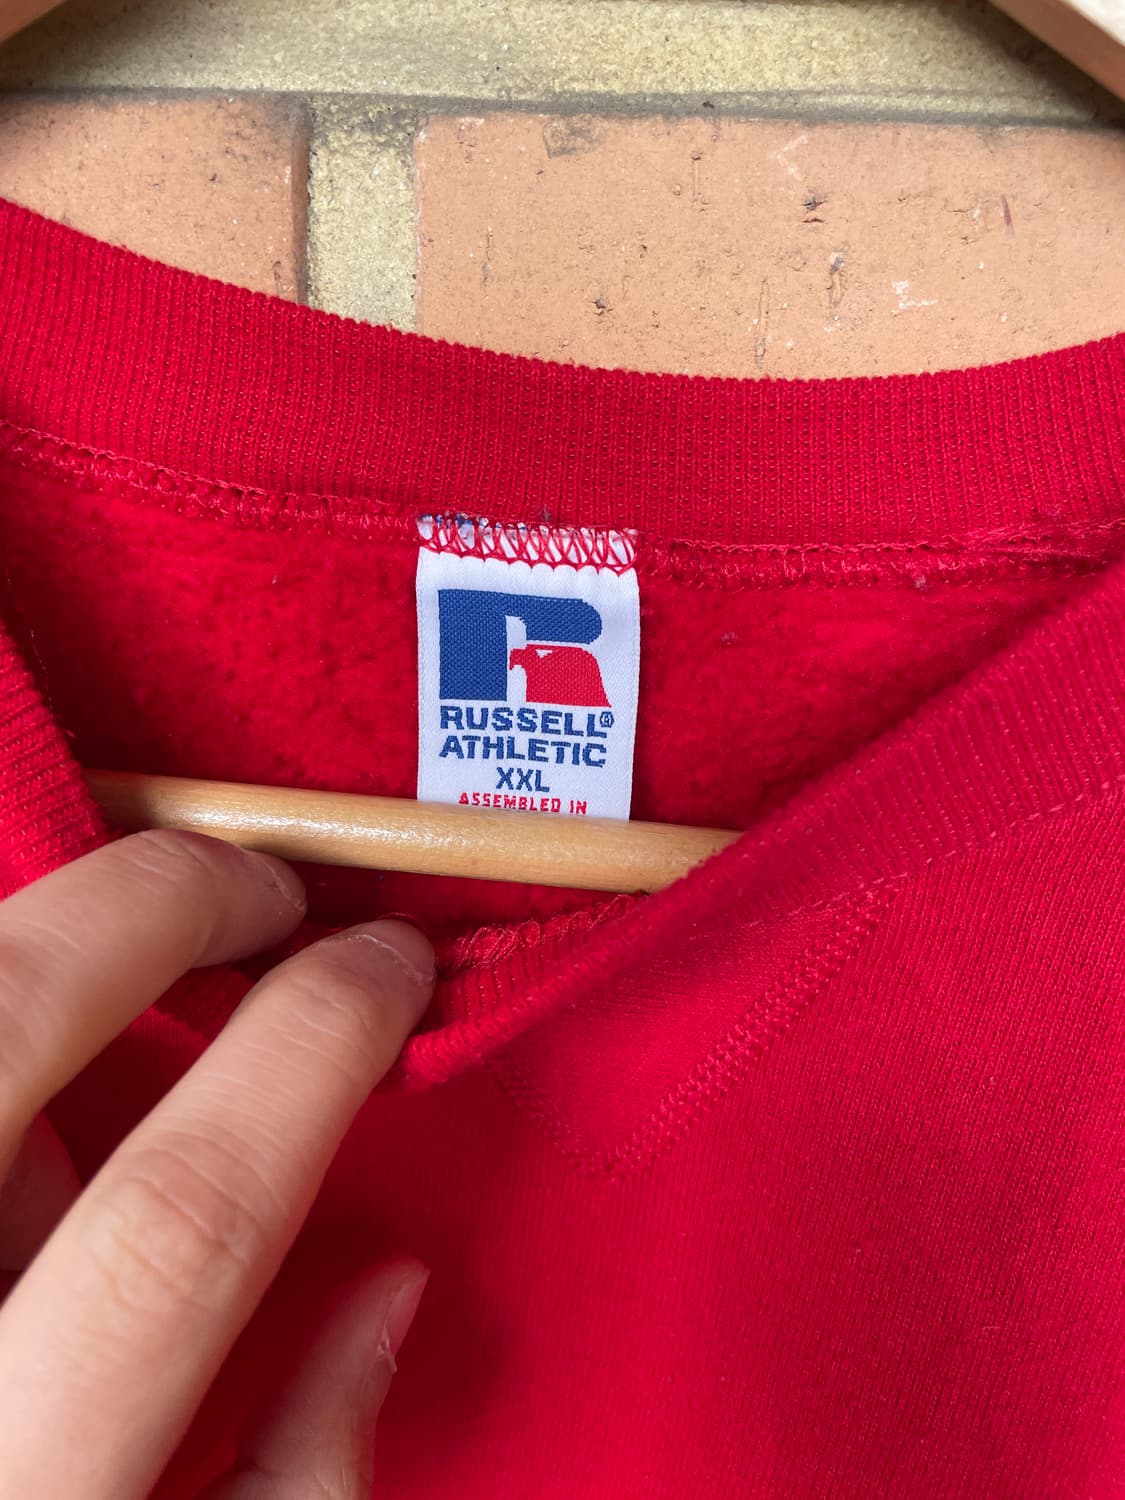 RUSSELL®
ATHLETIC
XXL
ASSEMBLED IN